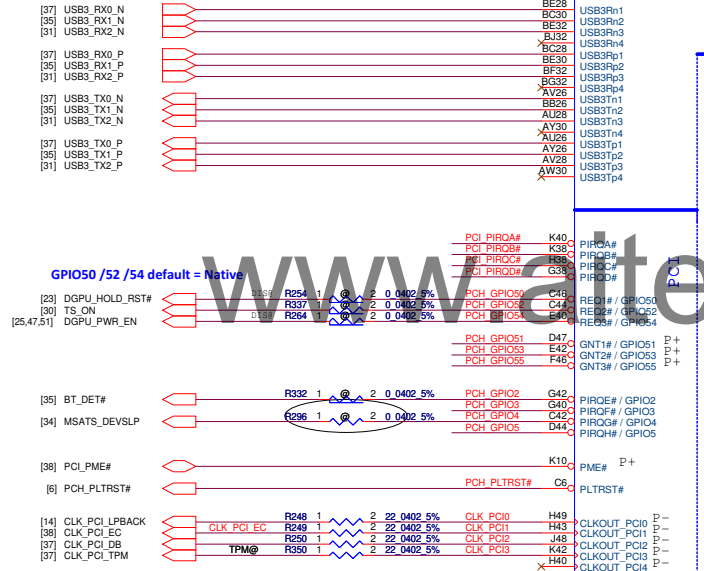 BE28
[37] USB3_RX0_N USB3Rn1
BC30
[35] USB3_RX1_N USB3Rn2
BE32
[31] USB3_RX2_N USB3Rn3
BJ32
USB3Rn4
BC28
[37] USB3_RX0_P USB3Rp1
BE30
[35] USB3_RX1_P USB3Rp2
BF32
[31] USB3_RX2_P USB3Rp3
BG32
USB3Rp4
AV26
[37] USB3_TX0_N USB3Tn1
BB26
[35] USB3_TX1_N USB3Tn2
AU28
[31] USB3_TX2_N USB3Tn3
AY30
USB3Tn4
AU26
[37] USB3_TX0_P USB3Tp1
AY26
[35] USB3_TX1_P USB3Tp2
AV28
[31] USB3_TX2_P USB3Tp3
AW30
USB3Tp4
PCI_PIRQA# K40 PIRQA#
PCI_PIRQB# K38 PIRQB#
PCI_PIRQC# H38 PIRQC#
PCI_PIRQD# G38 PIRQD#
PCI
www.aite
GPIO50 /52 /54 default = Native
[23] DGPU_HOLD_RST# DIS@ R254 1 @ 2 0_0402_5% PCH_GPIO50 C46 REQ1# / GPIO50
[30] TS_ON R337 1 @ 2 0_0402_5% PCH_GPIO52 C44 REQ2# / GPIO52
[25,47,51] DGPU_PWR_EN DIS@ R264 1 @ 2 0_0402_5% PCH_GPIO54 E40 REQ3# / GPIO54
PCH_GPIO51 D47 GNT1# / GPIO51 P+
PCH_GPIO53 E42 GNT2# / GPIO53 P+
PCH_GPIO55 F46 GNT3# / GPIO55 P+
[35] BT_DET# R332 1 @ 2 0_0402_5% PCH_GPIO2 G42 PIRQE# / GPIO2
PCH_GPIO3 G40 PIRQF# / GPIO3
[34] MSATS_DEVSLP R296 1 @ 2 0_0402_5% PCH_GPIO4 C42 PIRQG# / GPIO4
PCH_GPIO5 D44 PIRQH# / GPIO5
[38] PCI_PME# K10 PME# P+
[6] PCH_PLTRST# PCH_PLTRST# C6 PLTRST#
[14] CLK_PCI_LPBACK R248 1 2 22_0402_5% CLK_PCI0 H49 CLKOUT_PCI0 P-
[38] CLK_PCI_EC CLK_PCI_EC R249 1 2 22_0402_5% CLK_PCI1 H43 CLKOUT_PCI1 P-
[37] CLK_PCI_DB R250 1 2 22_0402_5% CLK_PCI2 J48 CLKOUT_PCI2 P-
[37] CLK_PCI_TPM TPM@ R350 1 2 22_0402_5% CLK_PCI3 K42 CLKOUT_PCI3 P-
H40 CLKOUT_PCI4 P-